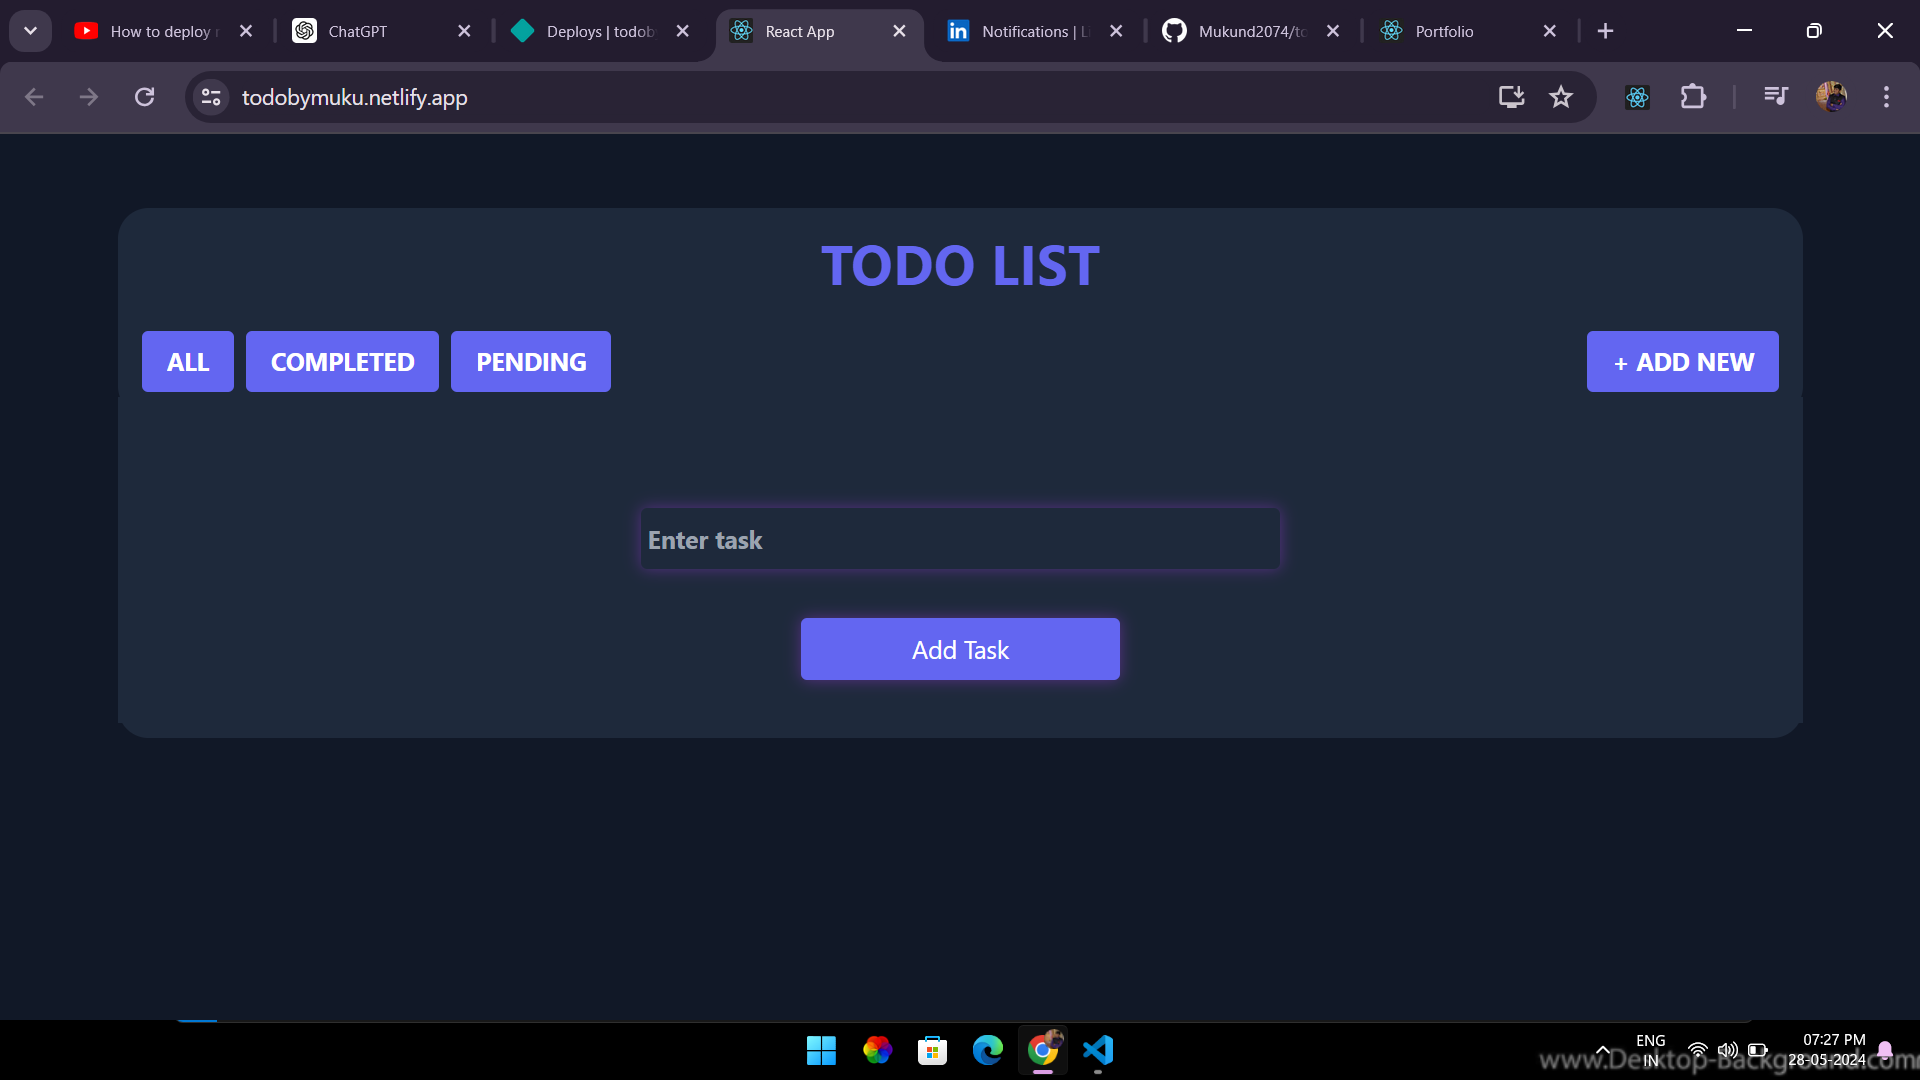 How to deploy
ChatGPT
Deploys | todob
React App
Notifications | Li
Mukund2074/to
Portfolio
todobymuku.netlify.app
TODO LIST
ALL
COMPLETED
PENDING
+ ADD NEW
Enter task
Add Task
ENG
IN
07:27 PM
28-05-2024
www.Desktop-Background.com